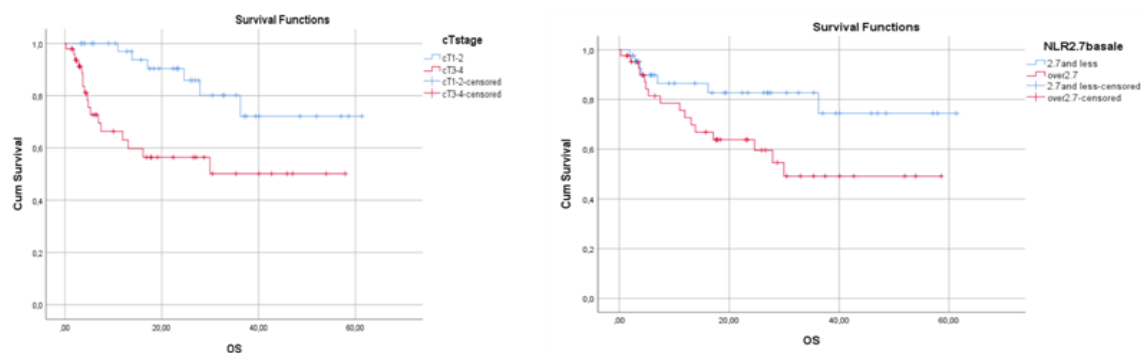 Survival Functions
cTstage
cT1-2
cT3-4
cT1-2-censored
cT3-4-censored
1,0
0,8
0,6
0,4
0,2
0,0
Cum Survival
,00
20,00
40,00
60,00
OS
Survival Functions
NLR2.7basale
2.7and less
over2.7
2.7and less-censored
over2.7-censored
1,0
0,8
0,6
0,4
0,2
0,0
Cum Survival
,00
20,00
40,00
60,00
OS